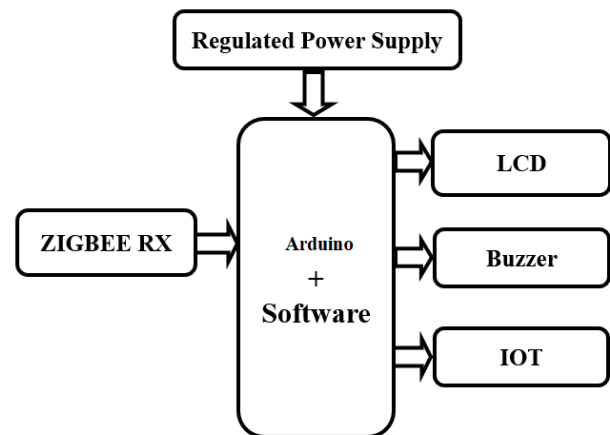 Regulated Power Supply
LCD
ZIGBEE RX
Arduino
+
Software
Buzzer
IOT